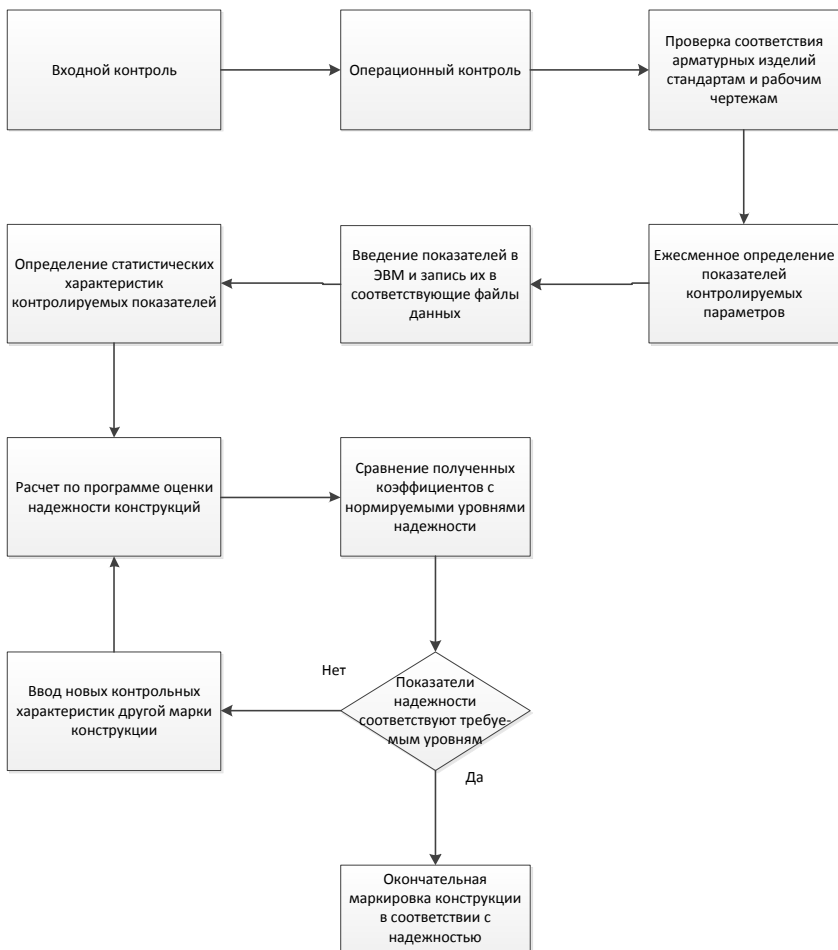 Входной контроль
Операционный контроль
Проверка соответствия
арматурных изделий
стандартам и рабочим
чертежам
Определение статистических
характеристик
контролируемых показателей
Введение показателей в
ЭВМ и запись их в
соответствующие файлы
данных
Ежесменное определение
показателей
контролируемых
параметров
Расчет по программе оценки
надежности конструкций
Сравнение полученных
коэффициентов с
нормируемыми уровнями
надежности
Ввод новых контрольных
характеристик другой марки
конструкции
Нет
Показатели
надежности
соответствуют требуе-
мым уровням
Да
Окончательная
маркировка конструкции
в соответствии с
надежностью